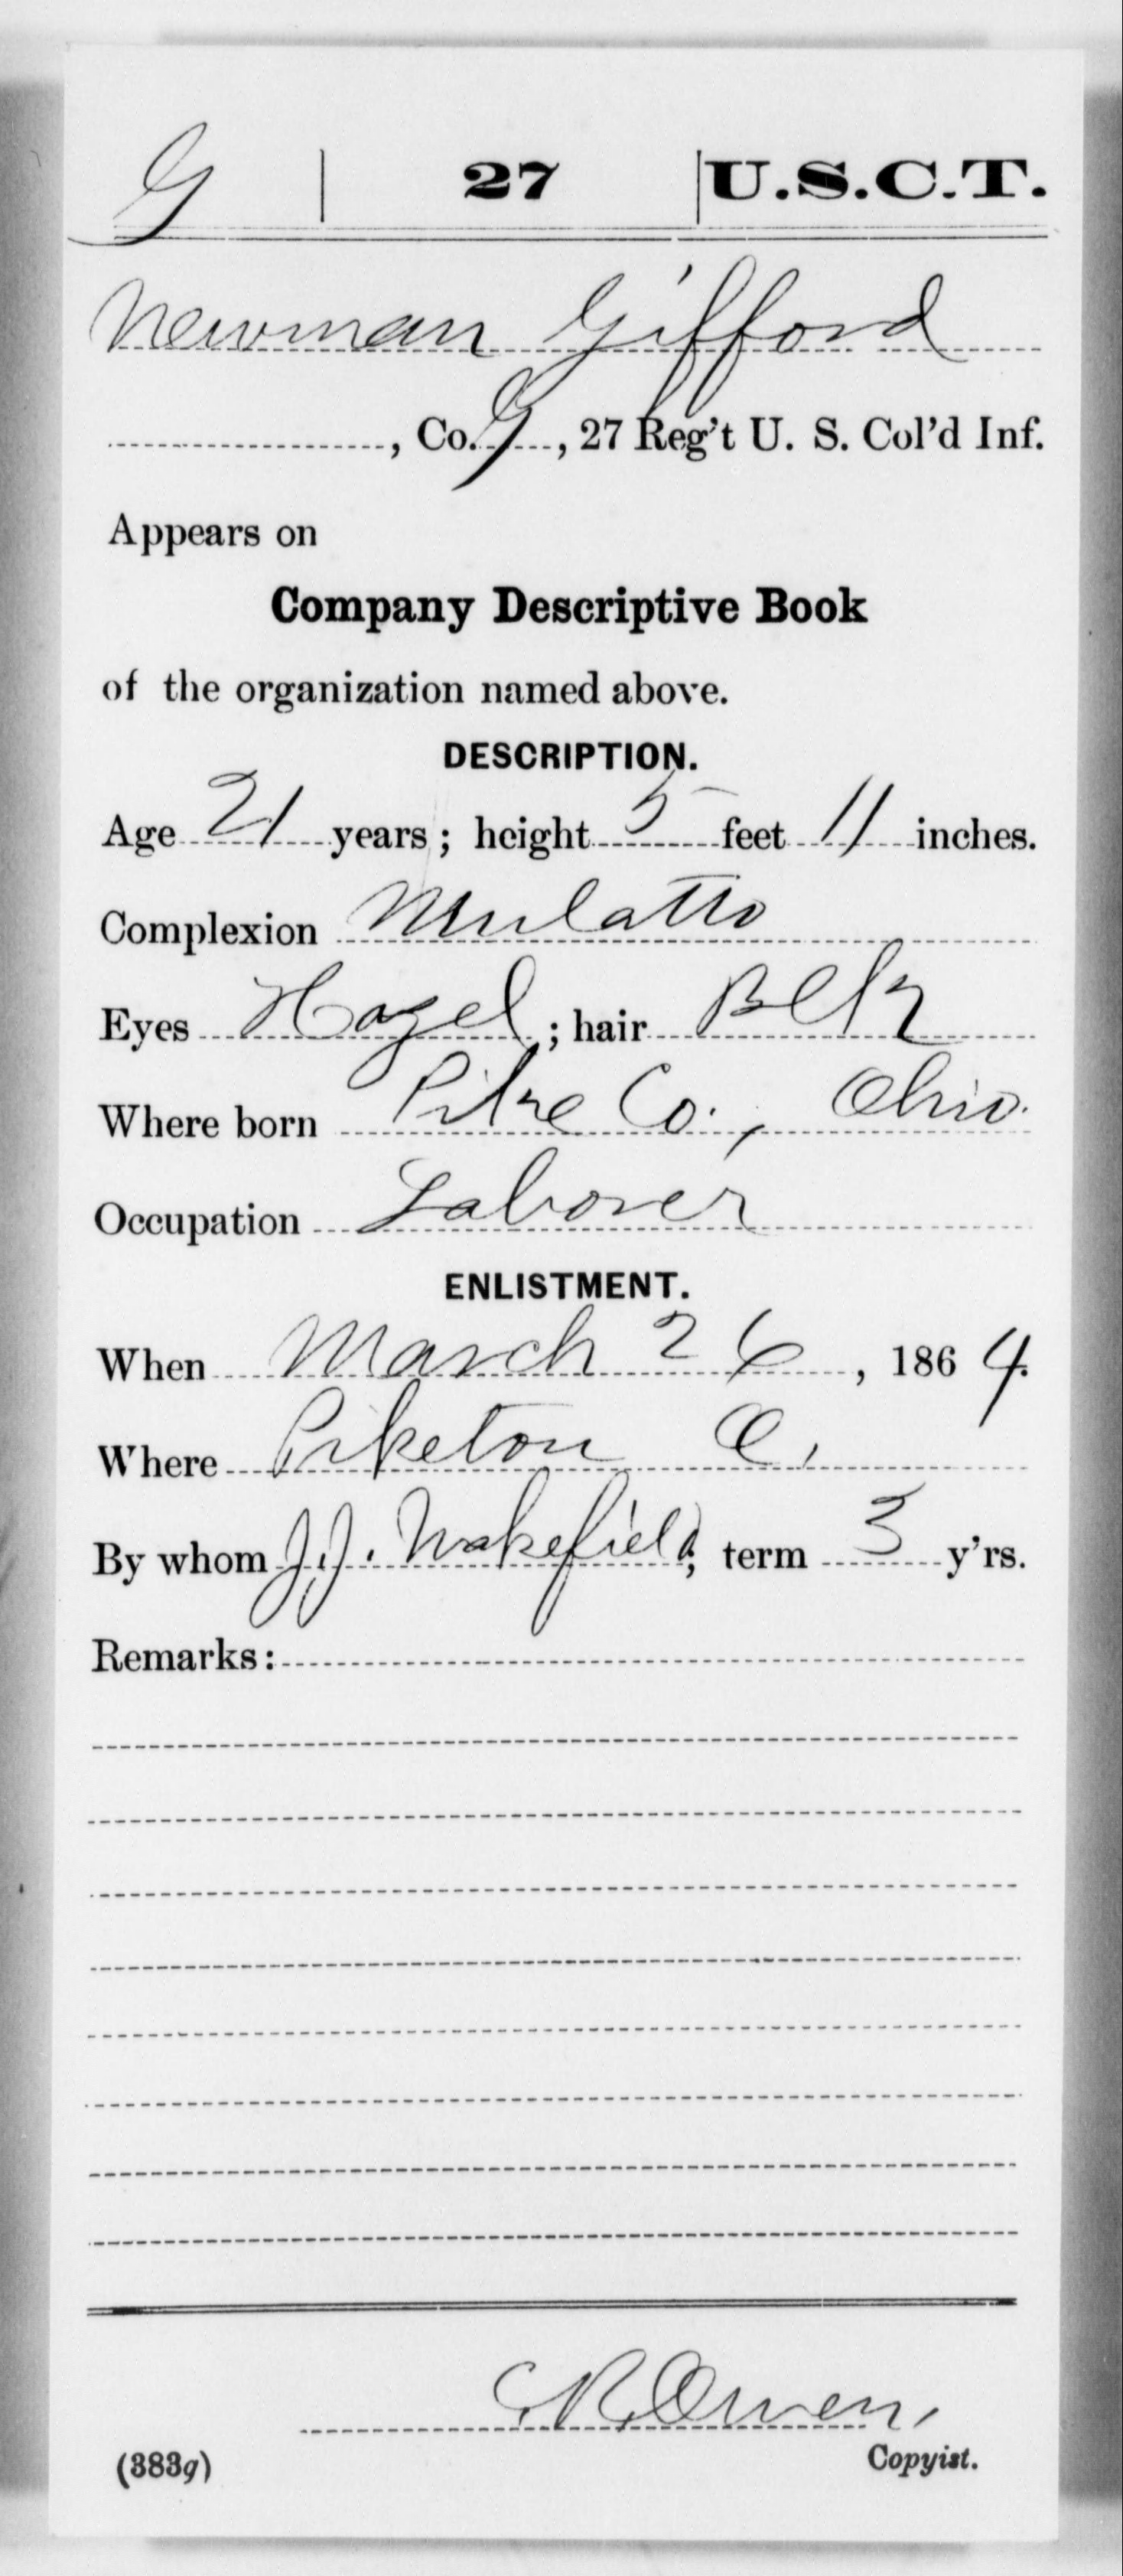 G | 27 | U.S.C.T.
Newman Gifford
, Co. G, 27 Reg't U. S. Col'd Inf.
Appears on
Company Descriptive Book
of the organization named above.
DESCRIPTION.
Age 21 years; height 5 feet 11 inches.
Complexion Mulatto
Eyes Hazel; hair Blk
Where born Pike Co., Ohio.
Occupation Laborer
ENLISTMENT.
When March 26, 1864.
Where Piketon O.
By whom J.J. Wakefield; term 3 y'rs.
Remarks:
C.R. Owen,
Copyist.
(383g)